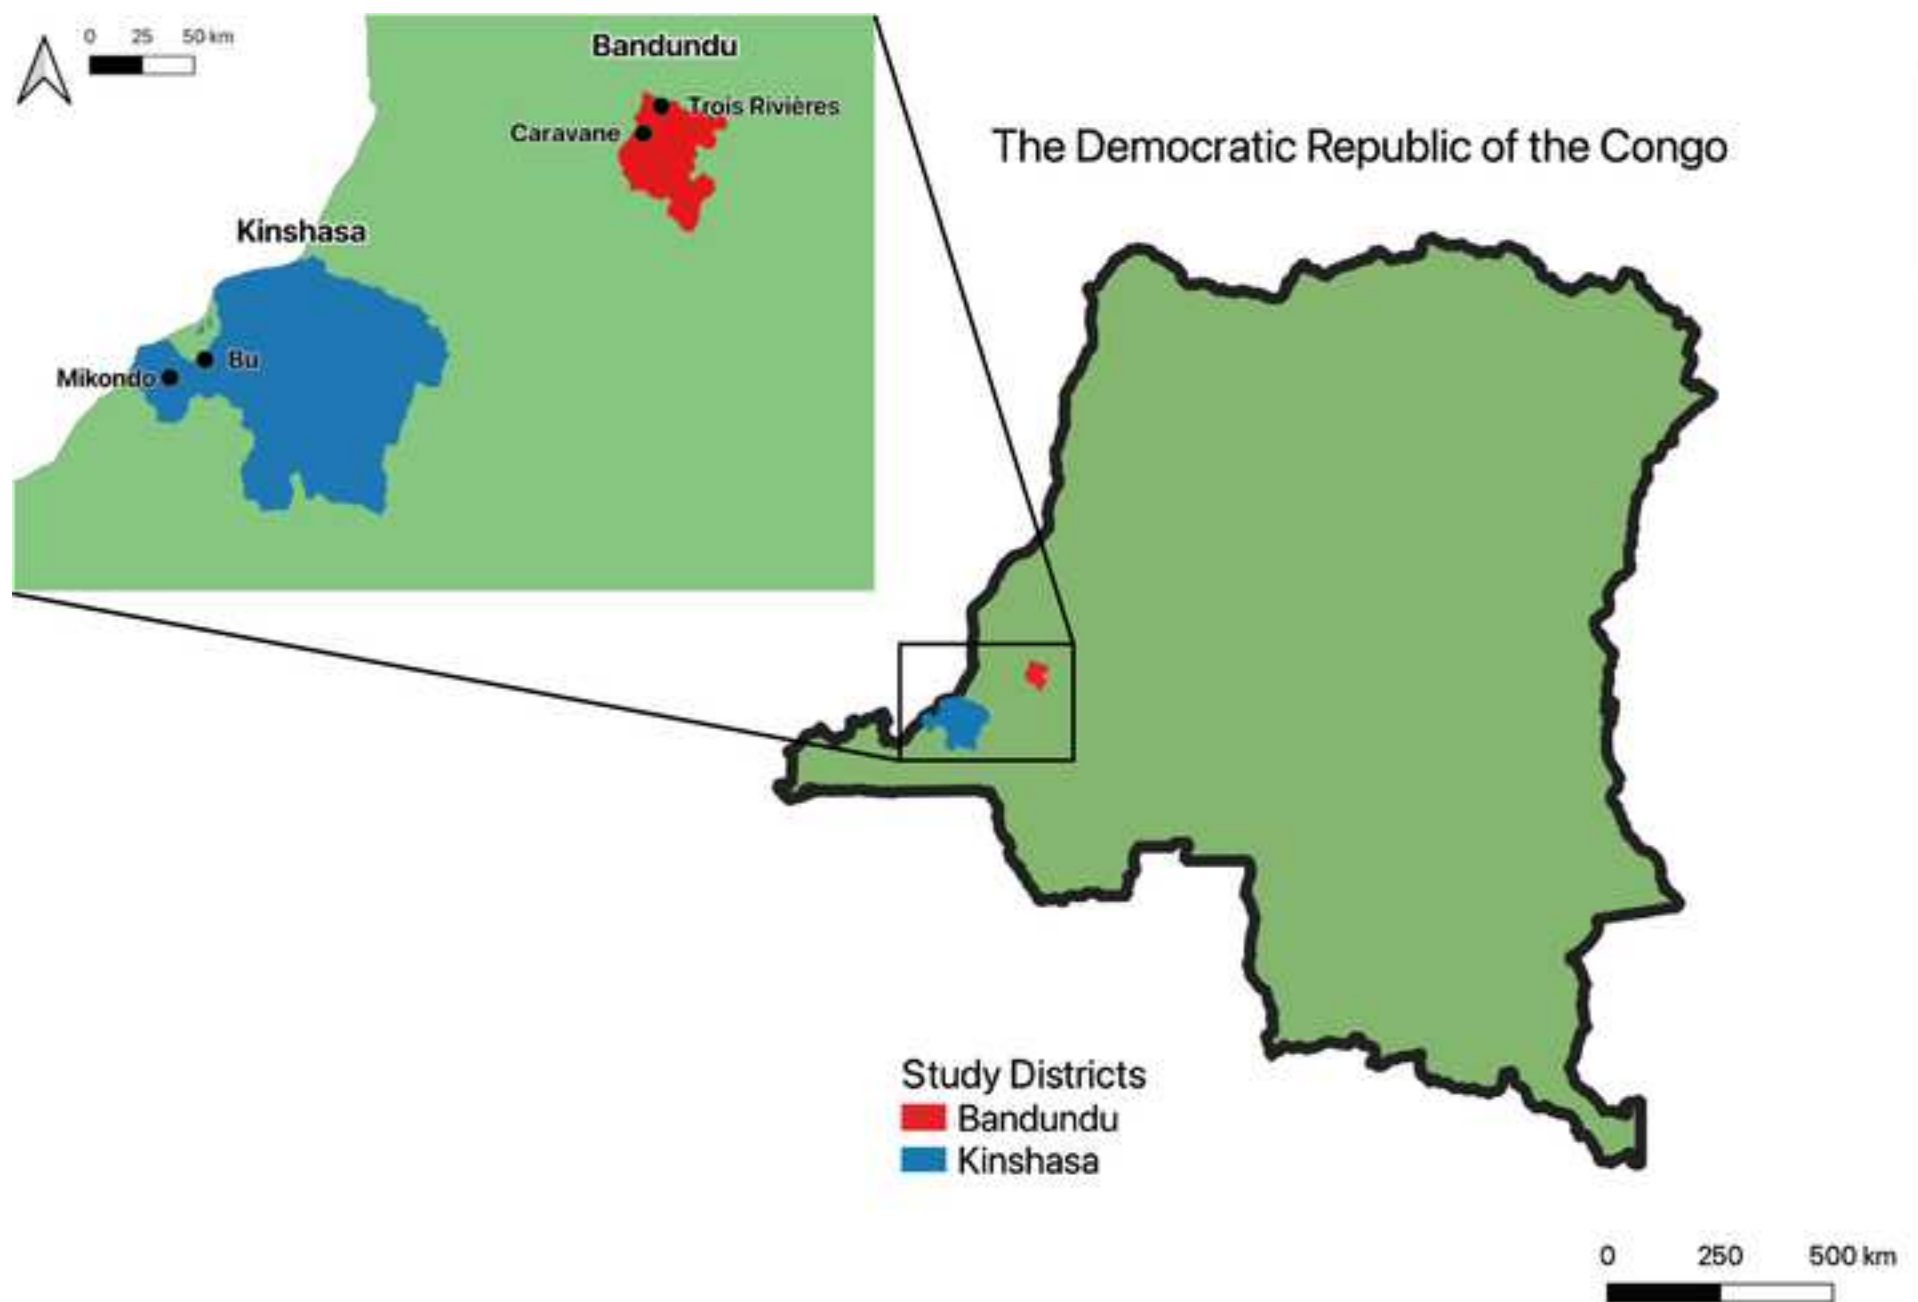 0 25 50 km
Bandundu
Trois Rivières
Caravane
Kinshasa
Bu
Mikondo
The Democratic Republic of the Congo
Study Districts
Bandundu
Kinshasa
0 250 500 km